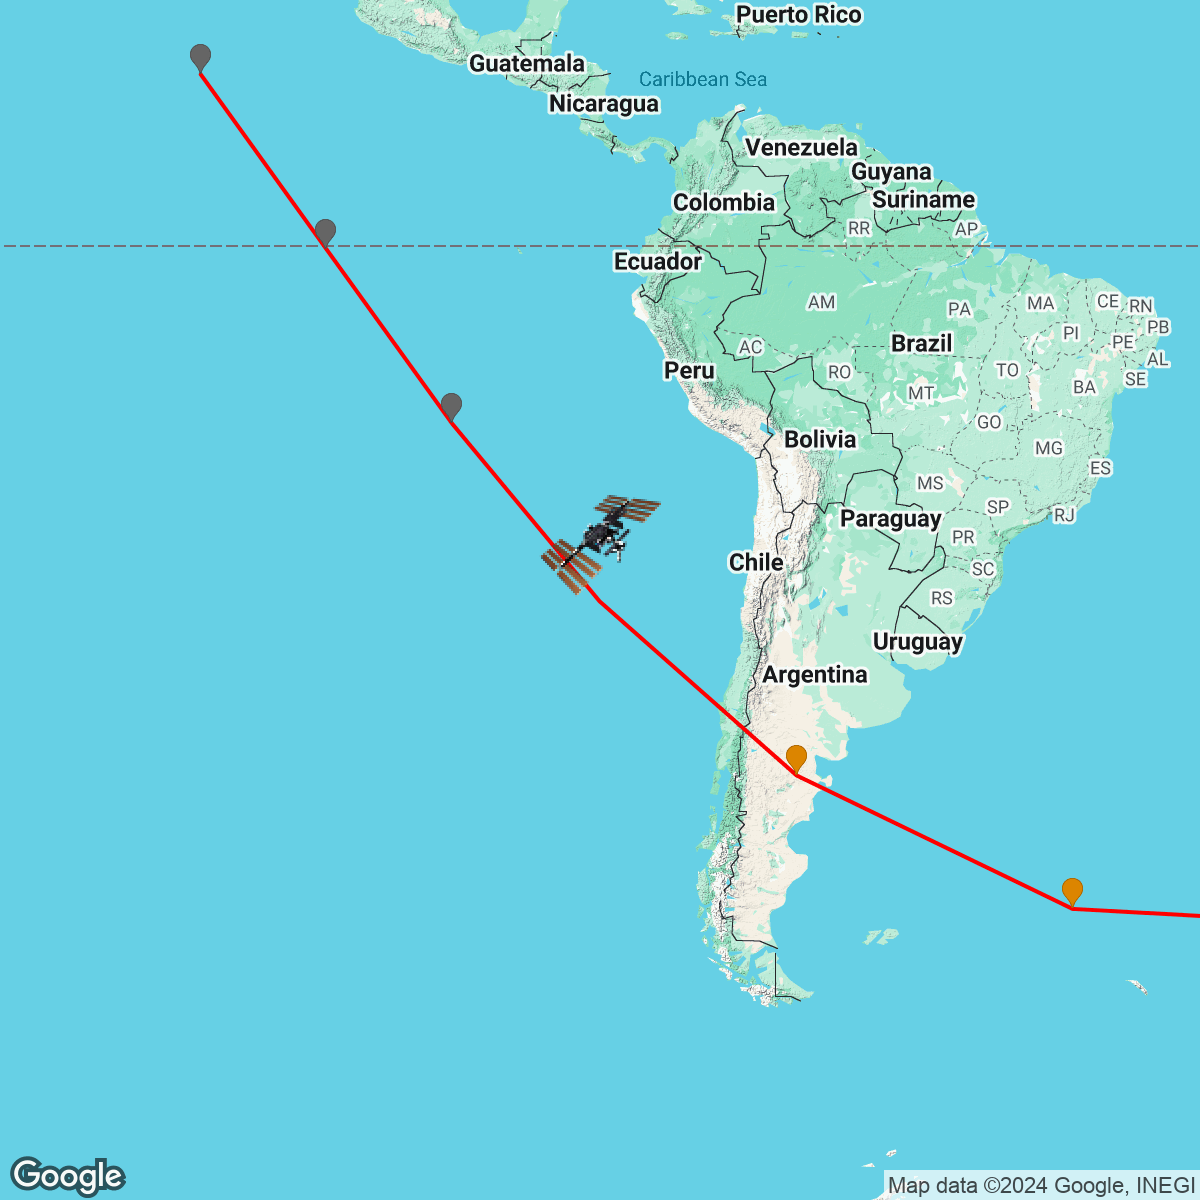 Puerto Rico
Guatemala
Caribbean Sea
Nicaragua
Venezuela
Guyana
Colombia
Suriname
RR
AP
Ecuador
AM
PA
MA
CE
RN
PI
PB
Brazil
PE
AC
AL
Peru
RO
TO
SE
MT
BA
GO
Bolivia
MG
ES
MS
SP
Paraguay
RJ
PR
Chile
SC
RS
Uruguay
Argentina
Google
Map data ©2024 Google, INEGI